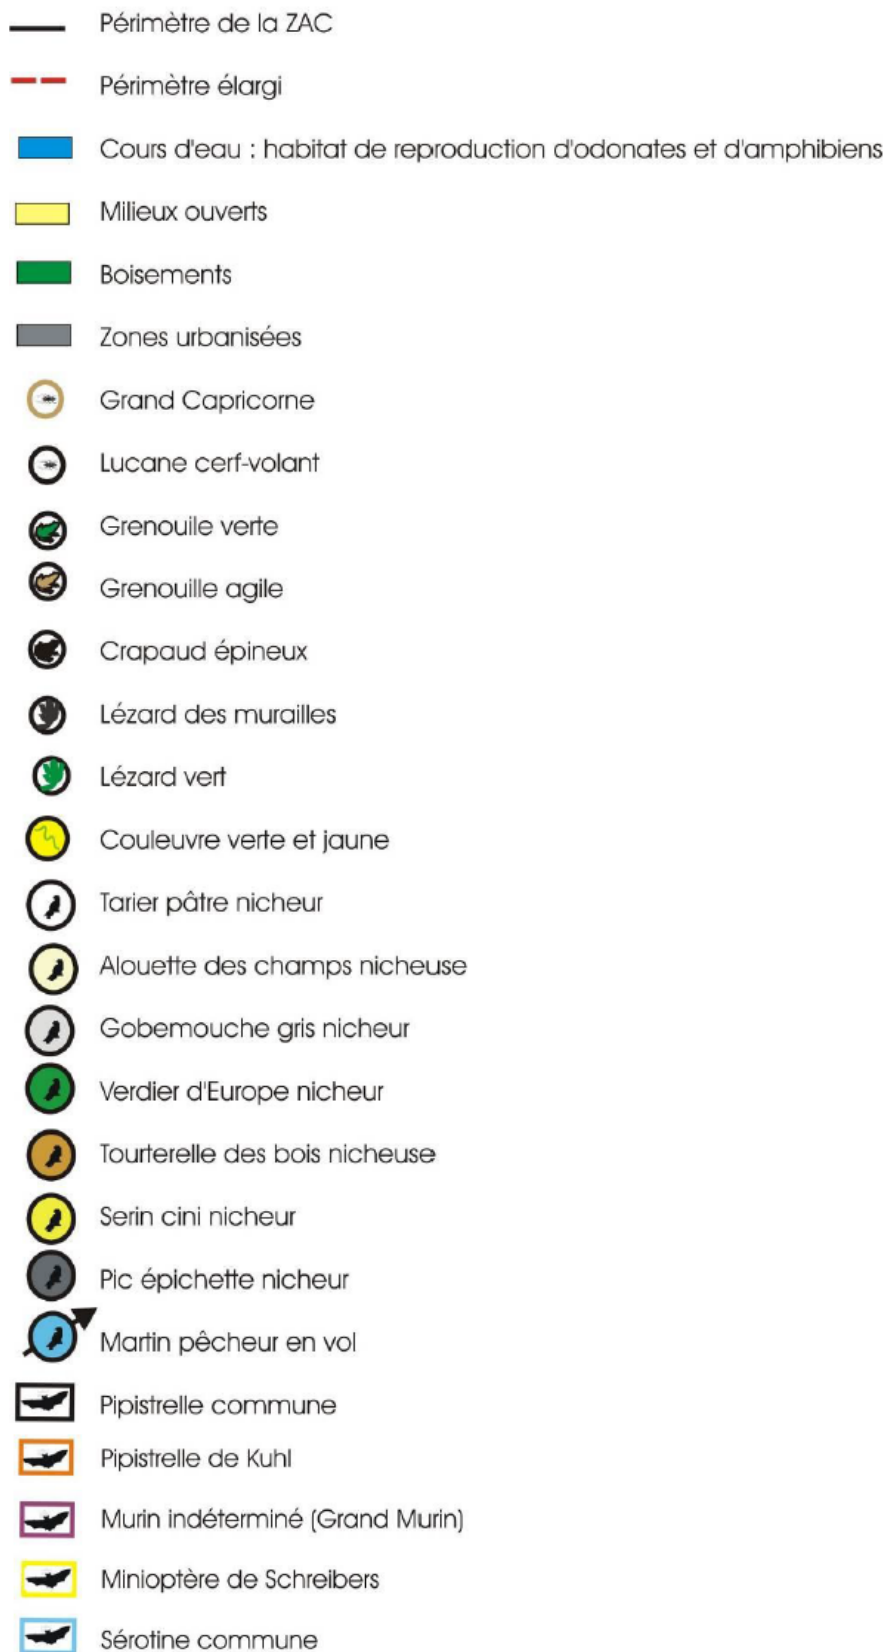 Périmètre de la ZAC
Périmètre élargi
Cours d'eau : habitat de reproduction d'odonates et d'amphibiens
Milieux ouverts
Boisements
Zones urbanisées
Grand Capricorne
Lucane cerf-volant
Grenouile verte
Grenouille agile
Crapaud épineux
Lézard des murailles
Lézard vert
Couleuvre verte et jaune
Tarier pâtre nicheur
Alouette des champs nicheuse
Gobemouche gris nicheur
Verdier d'Europe nicheur
Tourterelle des bois nicheuse
Serin cini nicheur
Pic épichette nicheur
Martin pêcheur en vol
Pipistrelle commune
Pipistrelle de Kuhl
Murin indéterminé (Grand Murin)
Minioptère de Schreibers
Sérotine commune